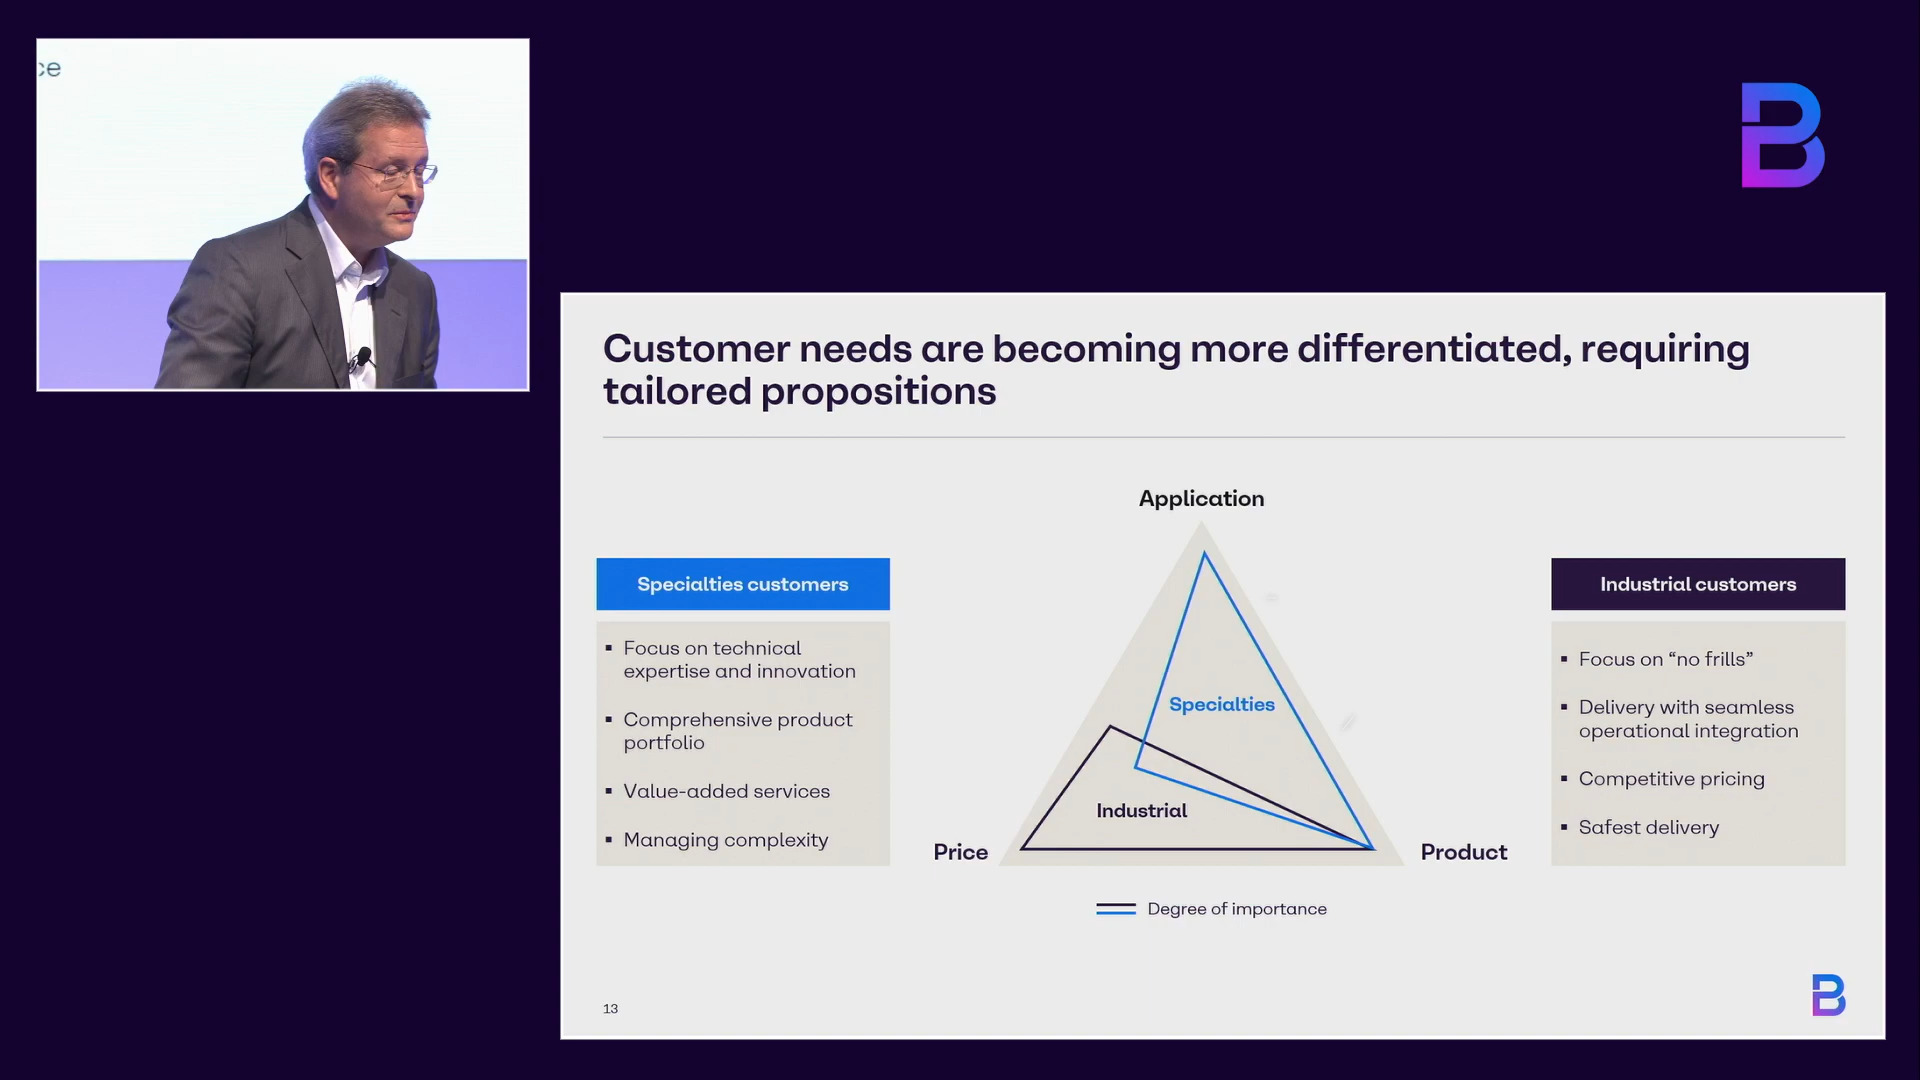 Customer needs are becoming more differentiated, requiring
tailored propositions
Application
Specialties customers
Focus on technical
expertise and innovation
Comprehensive product
portfolio
Value-added services
Managing complexity
Specialties
Industrial
Price
Product
Degree of importance
Industrial customers
Focus on “no frills”
Delivery with seamless
operational integration
Competitive pricing
Safest delivery
13